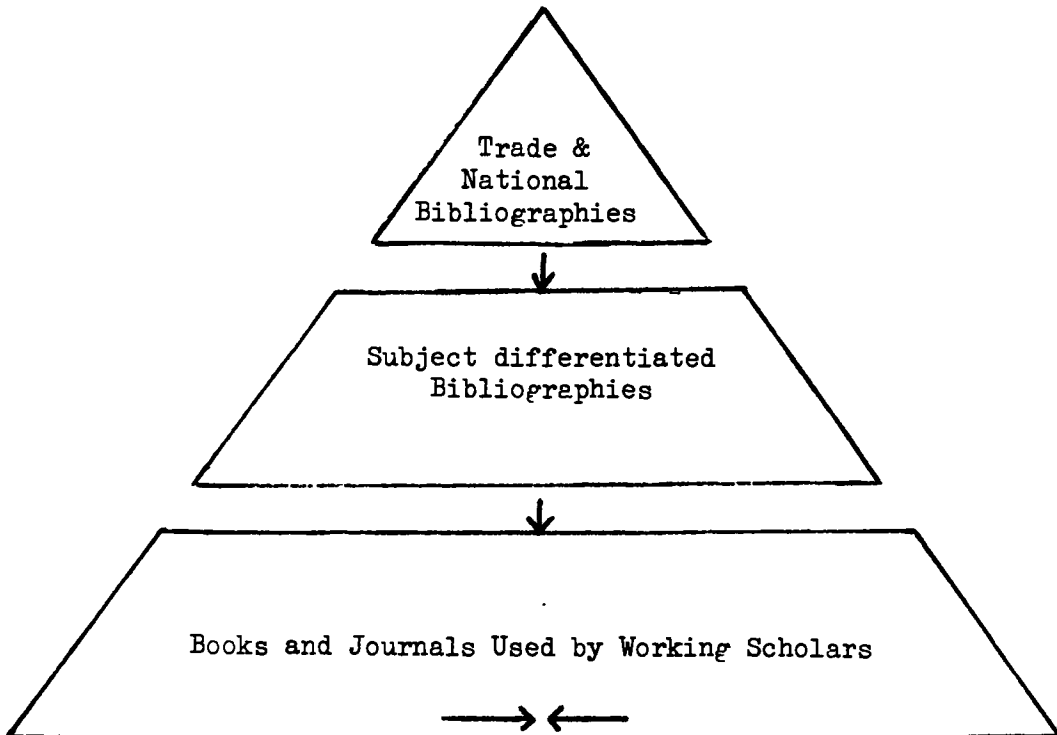 Trade &
National
Bibliographies
Subject differentiated
Bibliographies
Books and Journals Used by Working Scholars